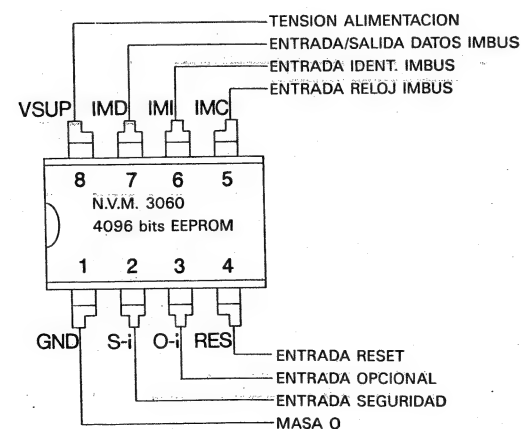 TENSION ALIMENTACION
ENTRADA/SALIDA DATOS IMBUS
ENTRADA IDENT. IMBUS
ENTRADA RELOJ IMBUS
VSUP IMD IMI IMC
8 7 6 5
N.V.M. 3060
4096 bits EEPROM
1 2 3 4
GND S-i O-i RES
ENTRADA RESET
ENTRADA OPCIONAL
ENTRADA SEGURIDAD
MASA O